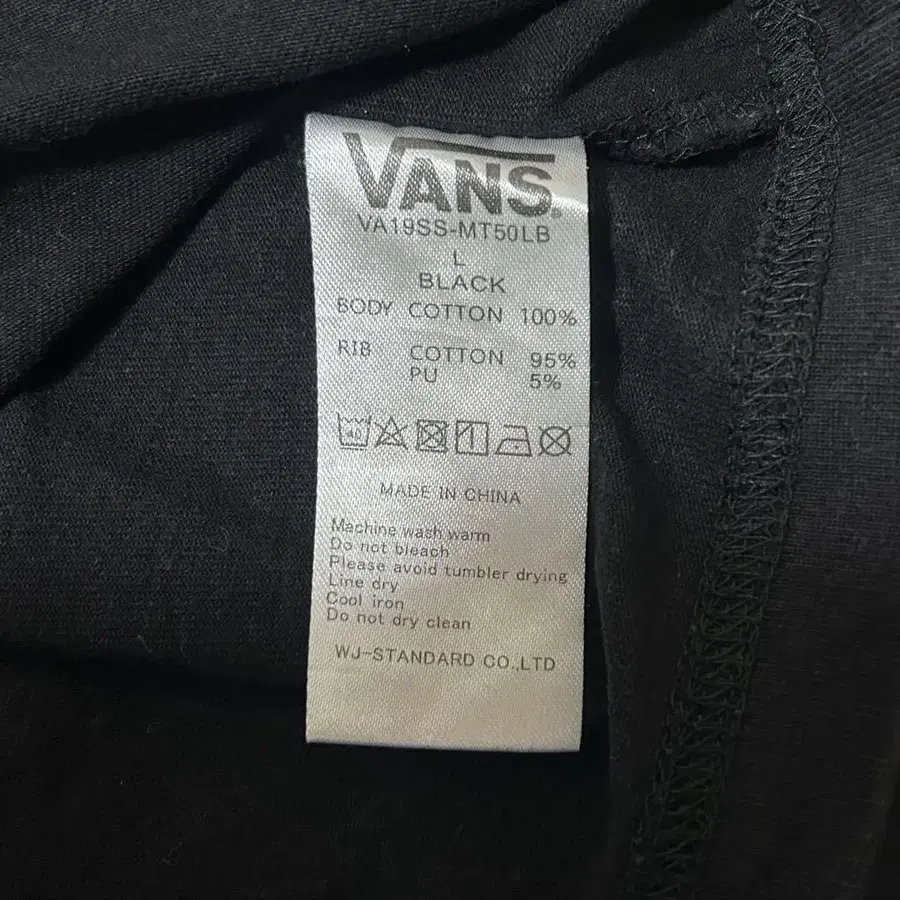 VANS®
VA19SS-MT50LB
L
BLACK
BODY COTTON 100%
RIB COTTON 95%
PU 5%
40
MADE IN CHINA
Machine wash warm
Do not bleach
Please avoid tumbler drying
Line dry
Cool iron
Do not dry clean
WJ-STANDARD CO.,LTD